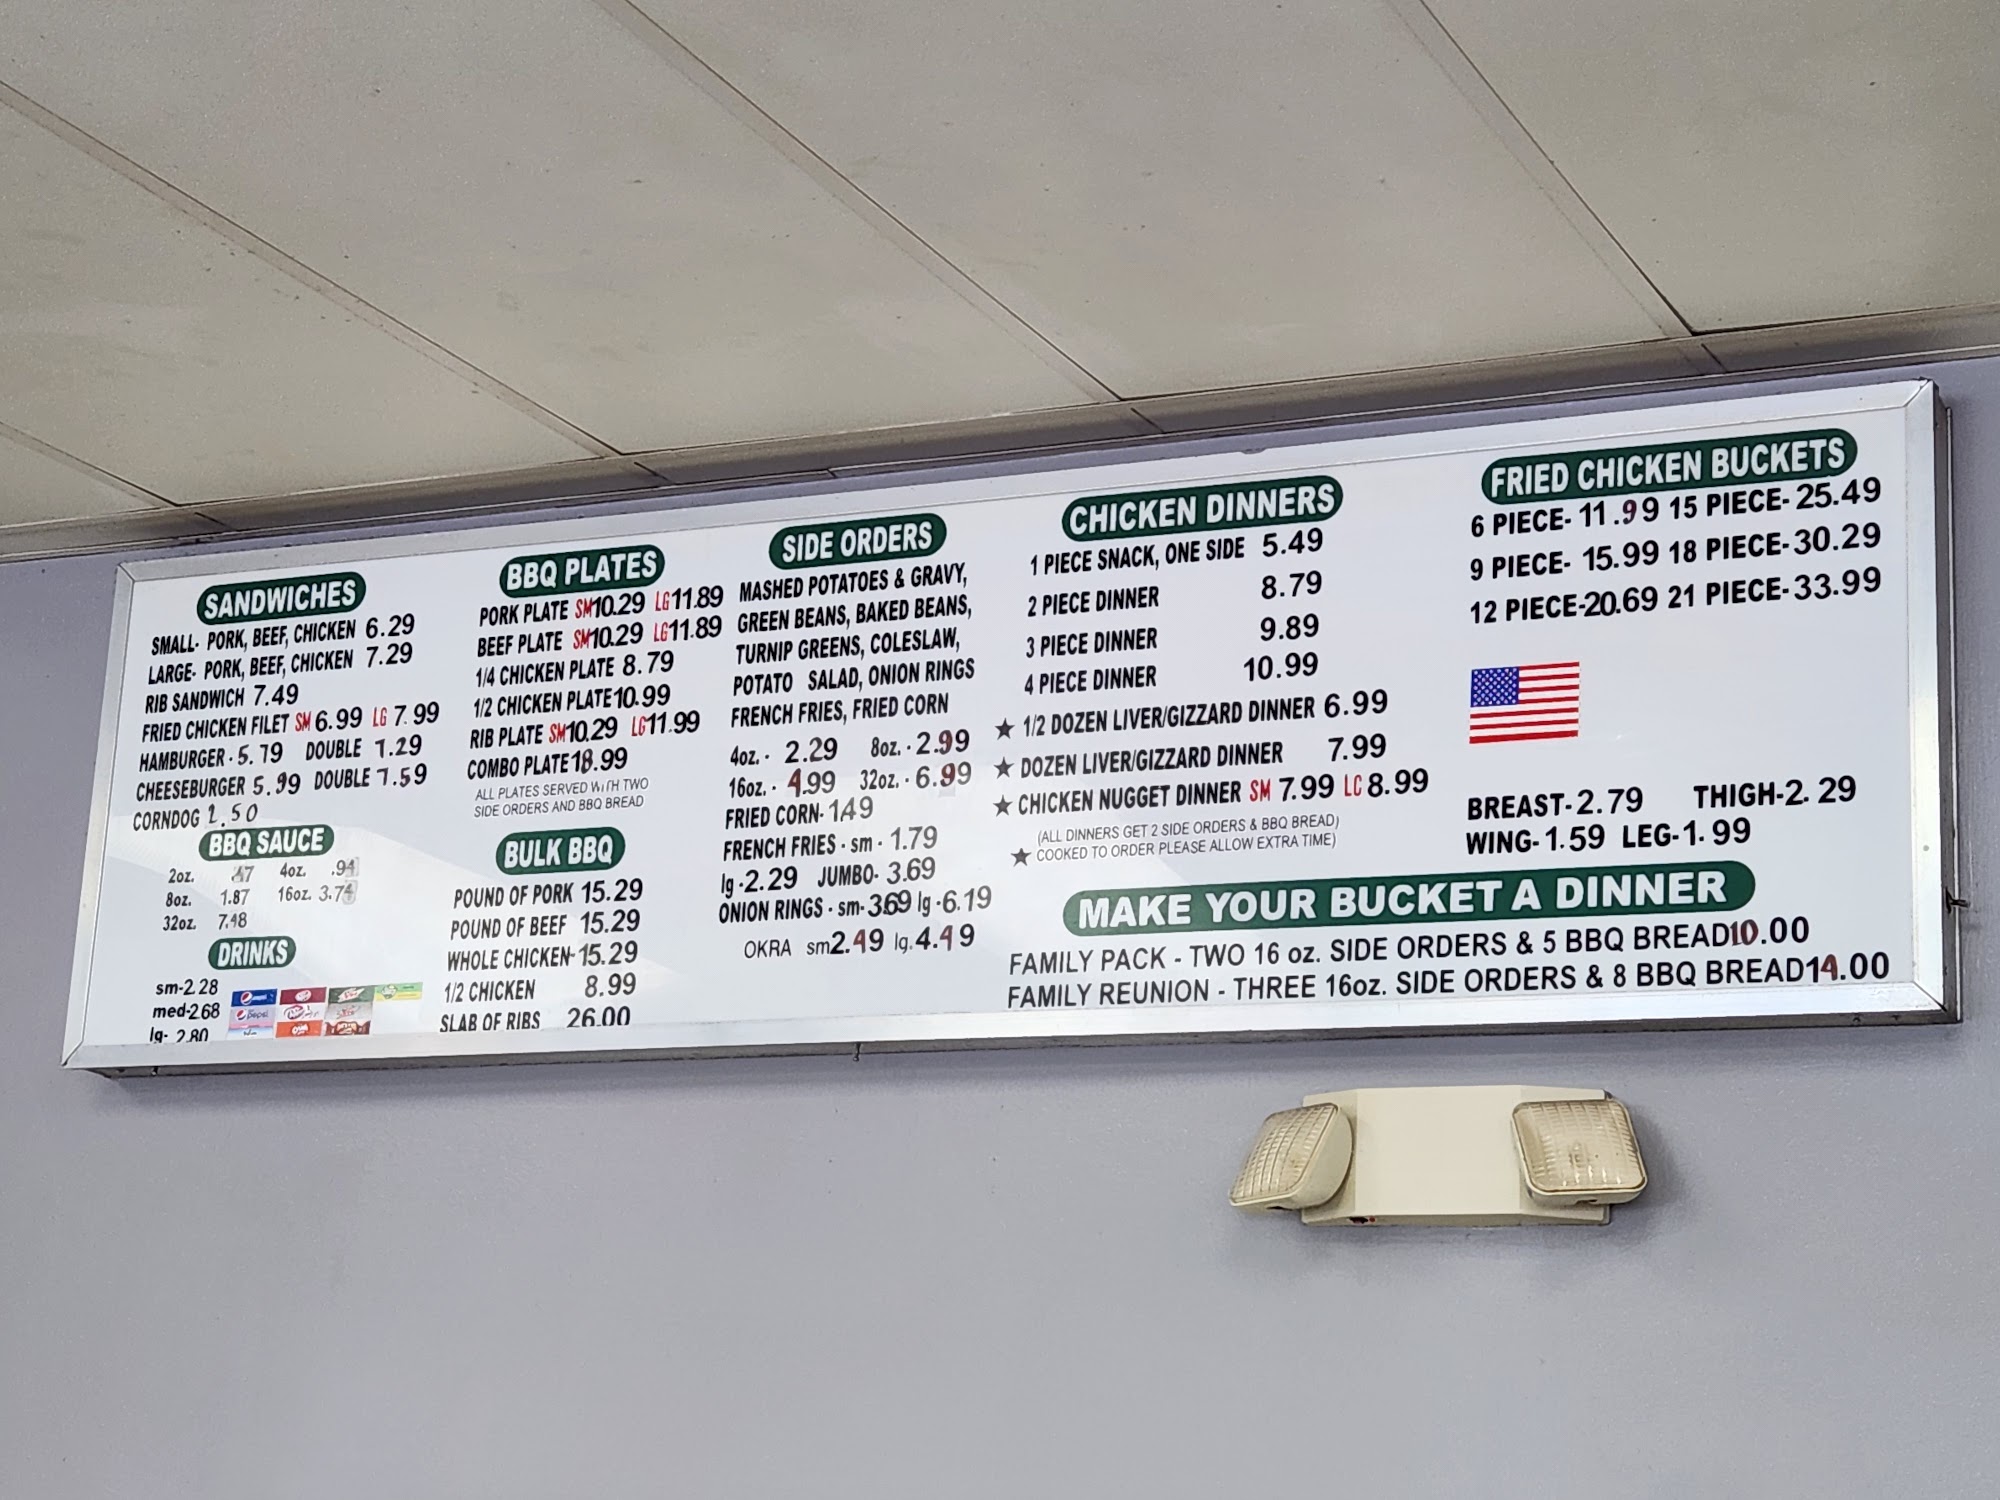 SANDWICHES
SMALL- PORK, BEEF, CHICKEN 6.29
LARGE- PORK, BEEF, CHICKEN 7.29
RIB SANDWICH 7.49
FRIED CHICKEN FILET SM 6.99 LG 7.99
HAMBURGER - 5.79 DOUBLE 7.29
CHEESEBURGER 5.99 DOUBLE 7.59
CORNDOG 2.50
BBQ SAUCE
2oz. .47 4oz. .94
8oz. 1.87 16oz. 3.74
32oz. 7.48
DRINKS
sm-2.28
med-2.68
lg- 2.80
pepsi
BBQ PLATES
PORK PLATE SM10.29 LG11.89
BEEF PLATE SM10.29 LG11.89
1/4 CHICKEN PLATE 8.79
1/2 CHICKEN PLATE 10.99
RIB PLATE SM10.29 LG11.99
COMBO PLATE 18.99
ALL PLATES SERVED WITH TWO
SIDE ORDERS AND BBQ BREAD
BULK BBQ
POUND OF PORK 15.29
POUND OF BEEF 15.29
WHOLE CHICKEN- 15.29
1/2 CHICKEN 8.99
SLAB OF RIBS 26.00
SIDE ORDERS
MASHED POTATOES & GRAVY,
GREEN BEANS, BAKED BEANS,
TURNIP GREENS, COLESLAW,
POTATO SALAD, ONION RINGS
FRENCH FRIES, FRIED CORN
4oz. - 2.29 8oz. - 2.99
16oz. - 4.99 32oz. - 6.99
FRIED CORN- 1.49
FRENCH FRIES - sm - 1.79
lg -2.29 JUMBO- 3.69
ONION RINGS - sm- 3.69 lg -6.19
OKRA sm2.49 lg.4.49
CHICKEN DINNERS
1 PIECE SNACK, ONE SIDE 5.49
2 PIECE DINNER 8.79
3 PIECE DINNER 9.89
4 PIECE DINNER 10.99
★ 1/2 DOZEN LIVER/GIZZARD DINNER 6.99
★ DOZEN LIVER/GIZZARD DINNER 7.99
★ CHICKEN NUGGET DINNER SM 7.99 LG 8.99
(ALL DINNERS GET 2 SIDE ORDERS & BBQ BREAD)
★ COOKED TO ORDER PLEASE ALLOW EXTRA TIME)
FRIED CHICKEN BUCKETS
6 PIECE- 11.99 15 PIECE- 25.49
9 PIECE- 15.99 18 PIECE- 30.29
12 PIECE-20.69 21 PIECE- 33.99
BREAST- 2.79 THIGH-2.29
WING- 1.59 LEG-1.99
MAKE YOUR BUCKET A DINNER
FAMILY PACK - TWO 16 oz. SIDE ORDERS & 5 BBQ BREAD10.00
FAMILY REUNION - THREE 16oz. SIDE ORDERS & 8 BBQ BREAD14.00